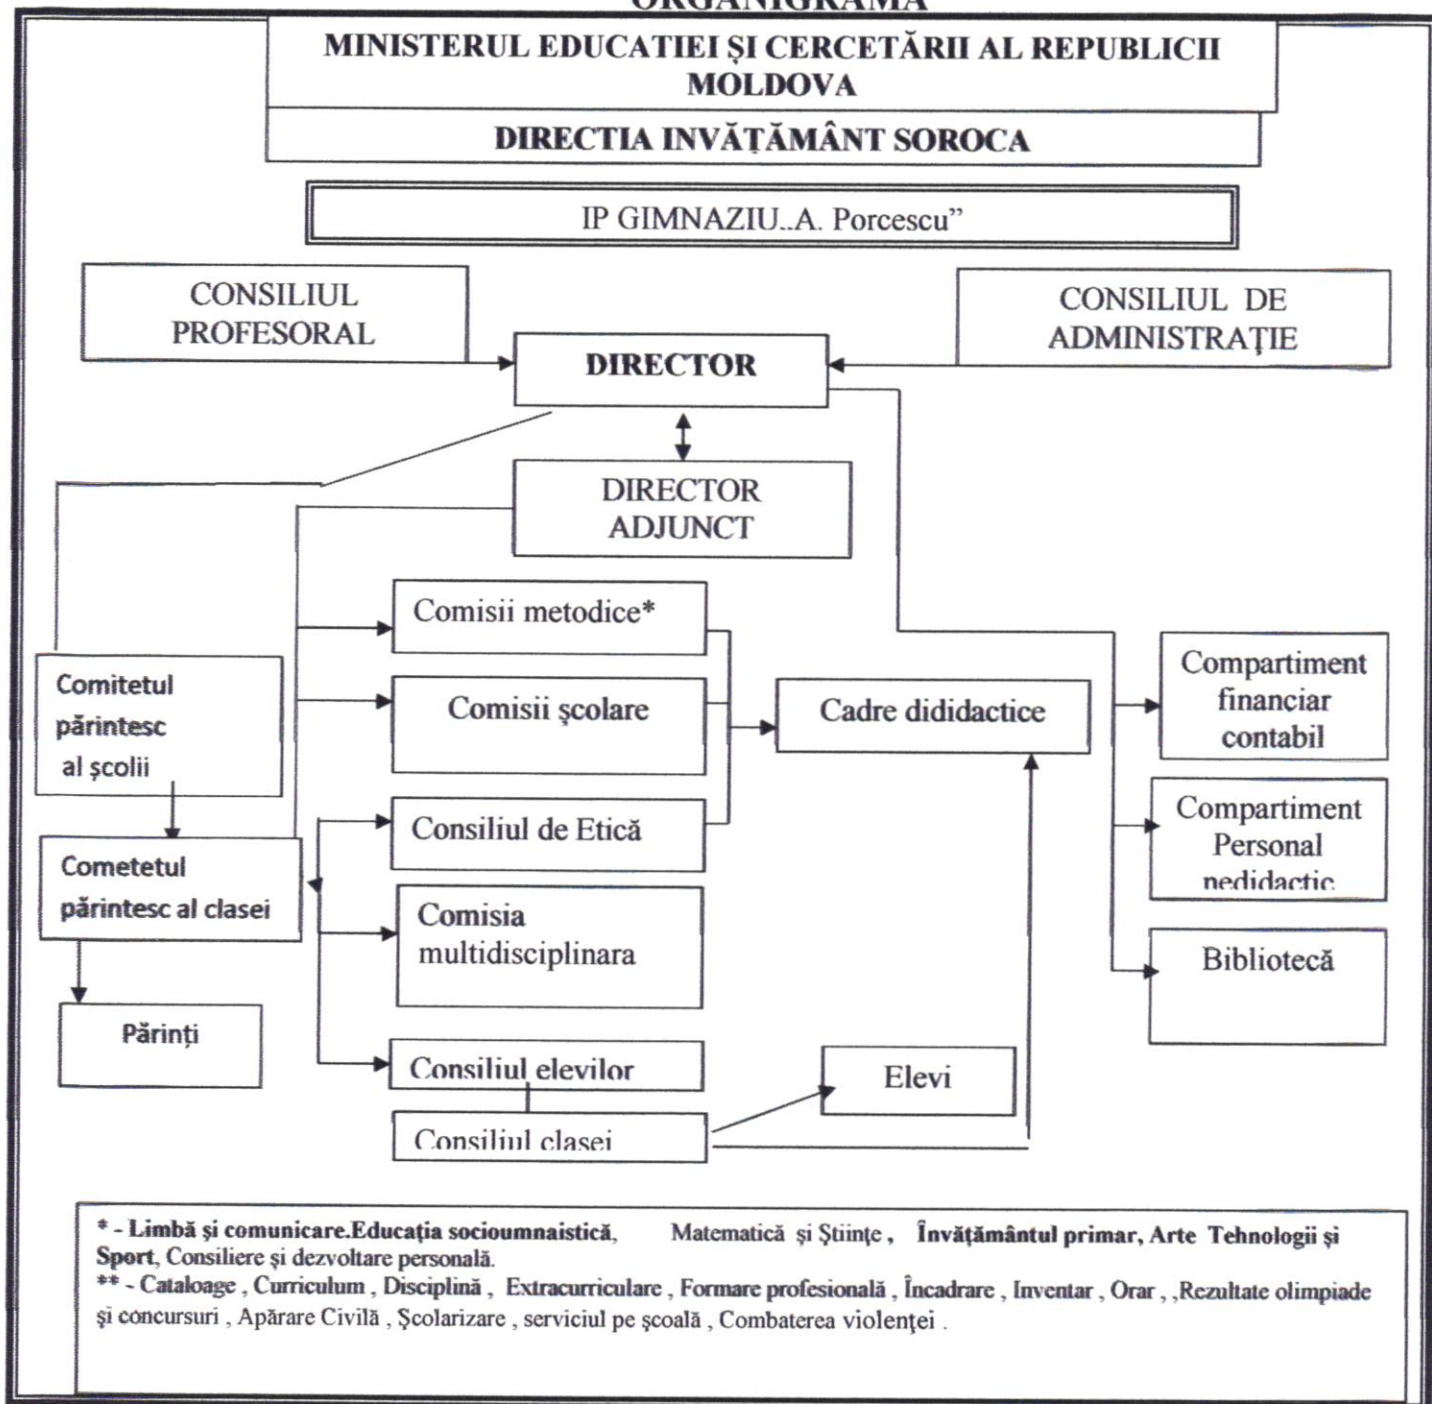 ORGANIGRAMA
MINISTERUL EDUCATIEI ȘI CERCETĂRII AL REPUBLICII
MOLDOVA
DIRECTIA INVĂȚĂMÂNT SOROCA
IP GIMNAZIU..A. Porcescu”
CONSILIUL
PROFESORAL
CONSILIUL DE
ADMINISTRAȚIE
DIRECTOR
DIRECTOR
ADJUNCT
Comisii metodice*
Comitetul
părintesc
al școlii
Comisii școlare
Cadre dididactice
Compartiment
financiar
contabil
Consiliul de Etică
Compartiment
Personal
nedidactic
Cometetul
părintesc al clasei
Comisia
multidisciplinara
Bibliotecă
Părinți
Consiliul elevilor
Elevi
Consiliul clasei
* - Limbă și comunicare.Educația socioumnaistică, Matematică și Științe , Învățământul primar, Arte Tehnologii și
Sport, Consiliere și dezvoltare personală.
** - Cataloage , Curriculum , Disciplină , Extracurriculare , Formare profesională , Încadrare , Inventar , Orar , ,Rezultate olimpiade
și concursuri , Apărare Civilă , Școlarizare , serviciul pe școală , Combaterea violenței .